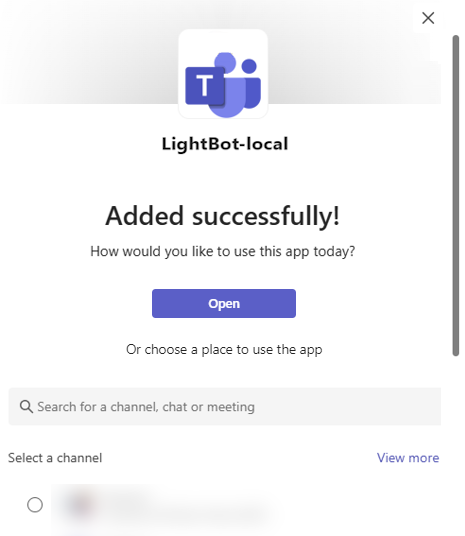 T
LightBot-local
Added successfully!
How would you like to use this app today?
Open
Or choose a place to use the app
Search for a channel, chat or meeting
Select a channel
View more